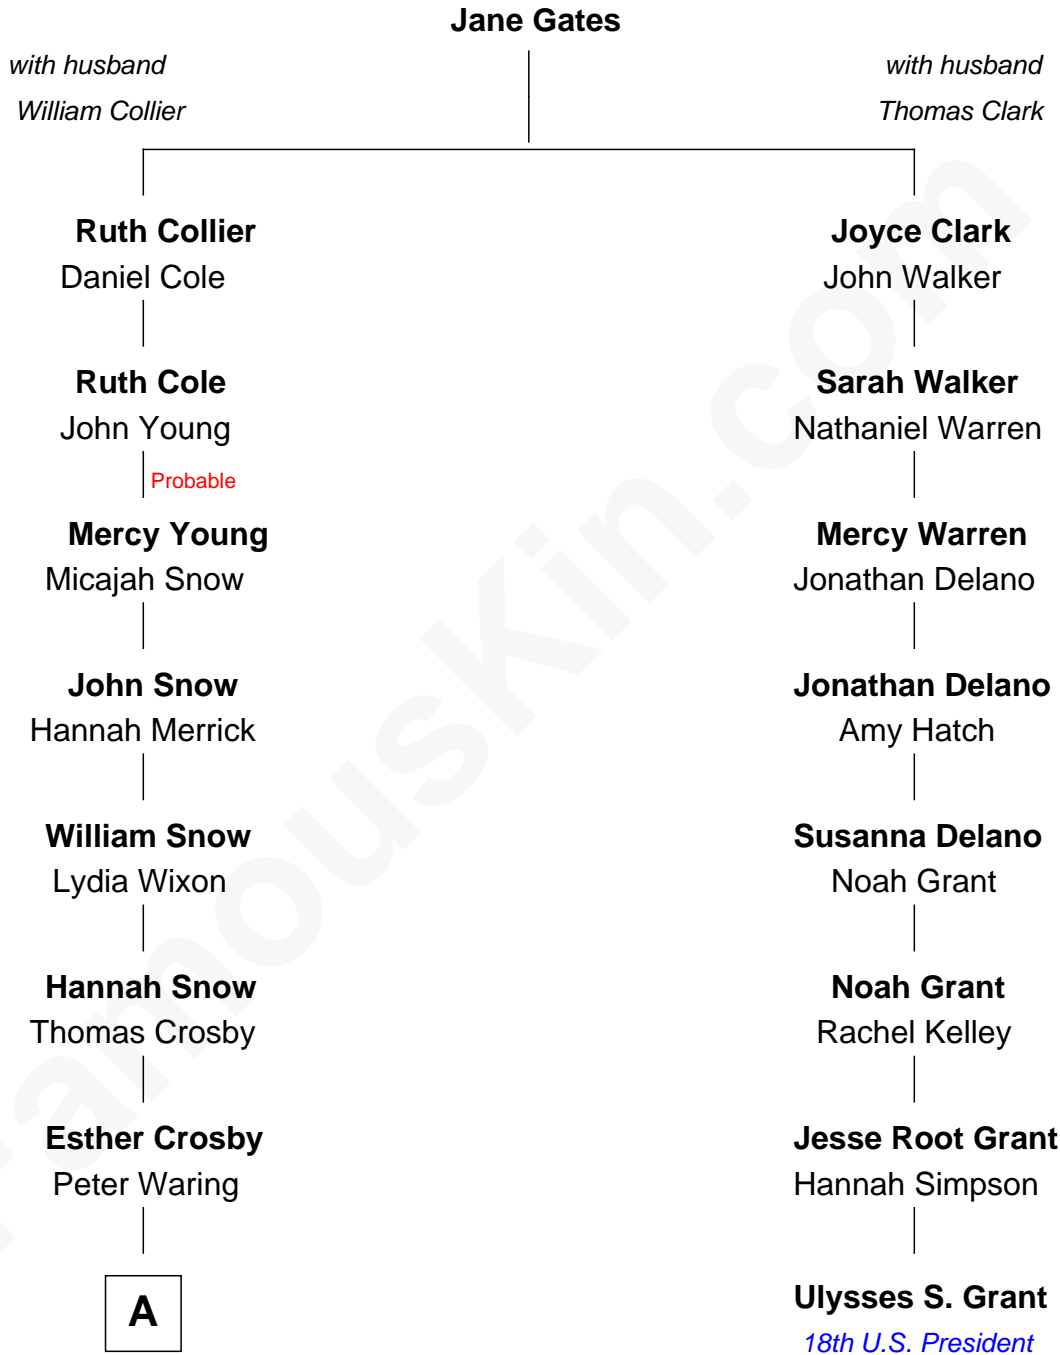 Jane Gates
with husband
William Collier
with husband
Thomas Clark
Ruth Collier
Daniel Cole
Joyce Clark
John Walker
Ruth Cole
John Young
Sarah Walker
Nathaniel Warren
Probable
Mercy Young
Micajah Snow
Mercy Warren
Jonathan Delano
John Snow
Hannah Merrick
Jonathan Delano
Amy Hatch
William Snow
Lydia Wixon
Susanna Delano
Noah Grant
Hannah Snow
Thomas Crosby
Noah Grant
Rachel Kelley
Esther Crosby
Peter Waring
Jesse Root Grant
Hannah Simpson
A
Ulysses S. Grant
18th U.S. President
FamousKin.com